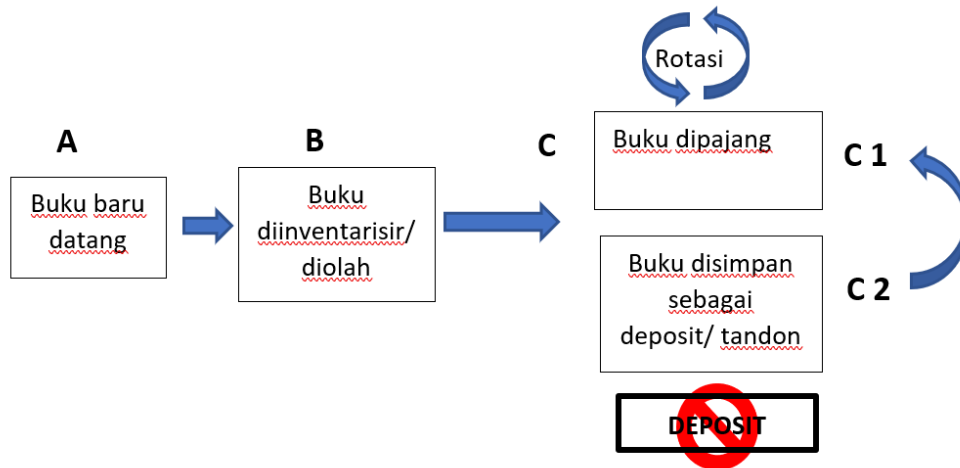 Rotasi
A
B
C
Buku dipajang
C 1
Buku baru
datang
Buku
diinventarisir/
diolah
Buku disimpan
sebagai
deposit/ tandon
C 2
DEPOSIT